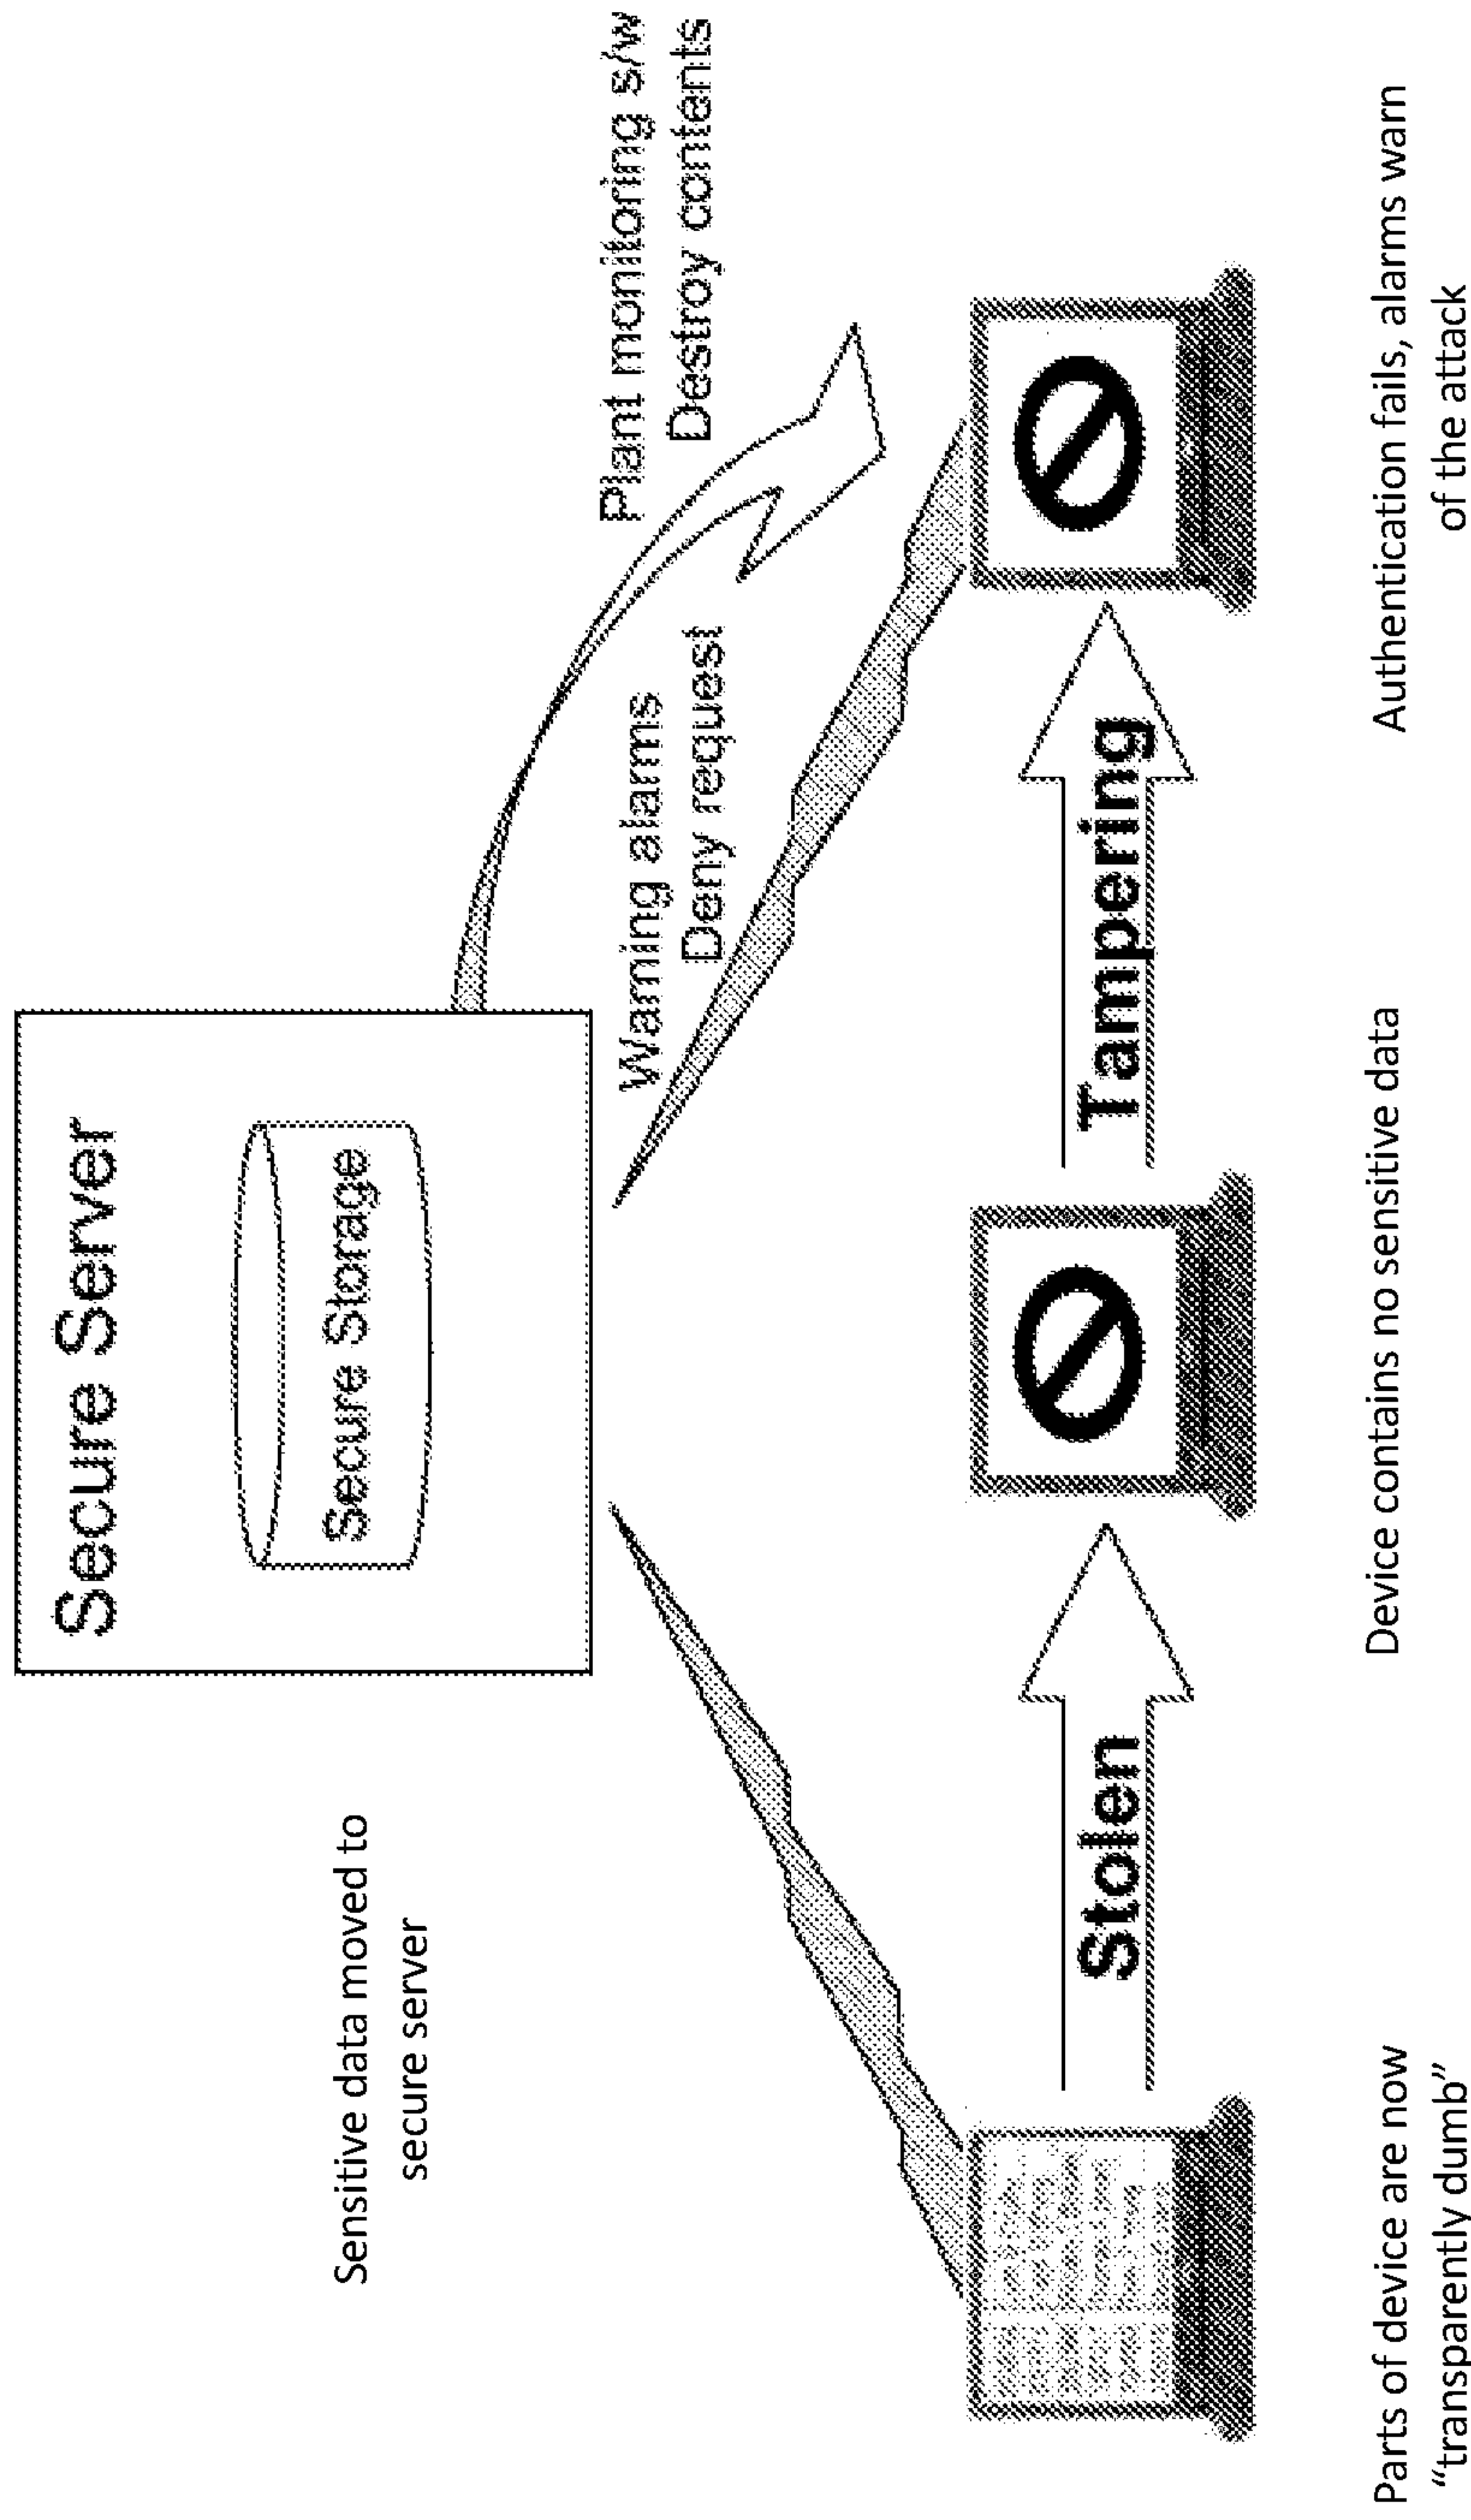 Secure Server
Secure Storage
Sensitive data moved to
secure server
Plant monitoring s/w
Destroy contents
Warning alarms
Deny request
Stolen
Tampering
Parts of device are now
“transparently dumb”
Device contains no sensitive data
Authentication fails, alarms warn
of the attack